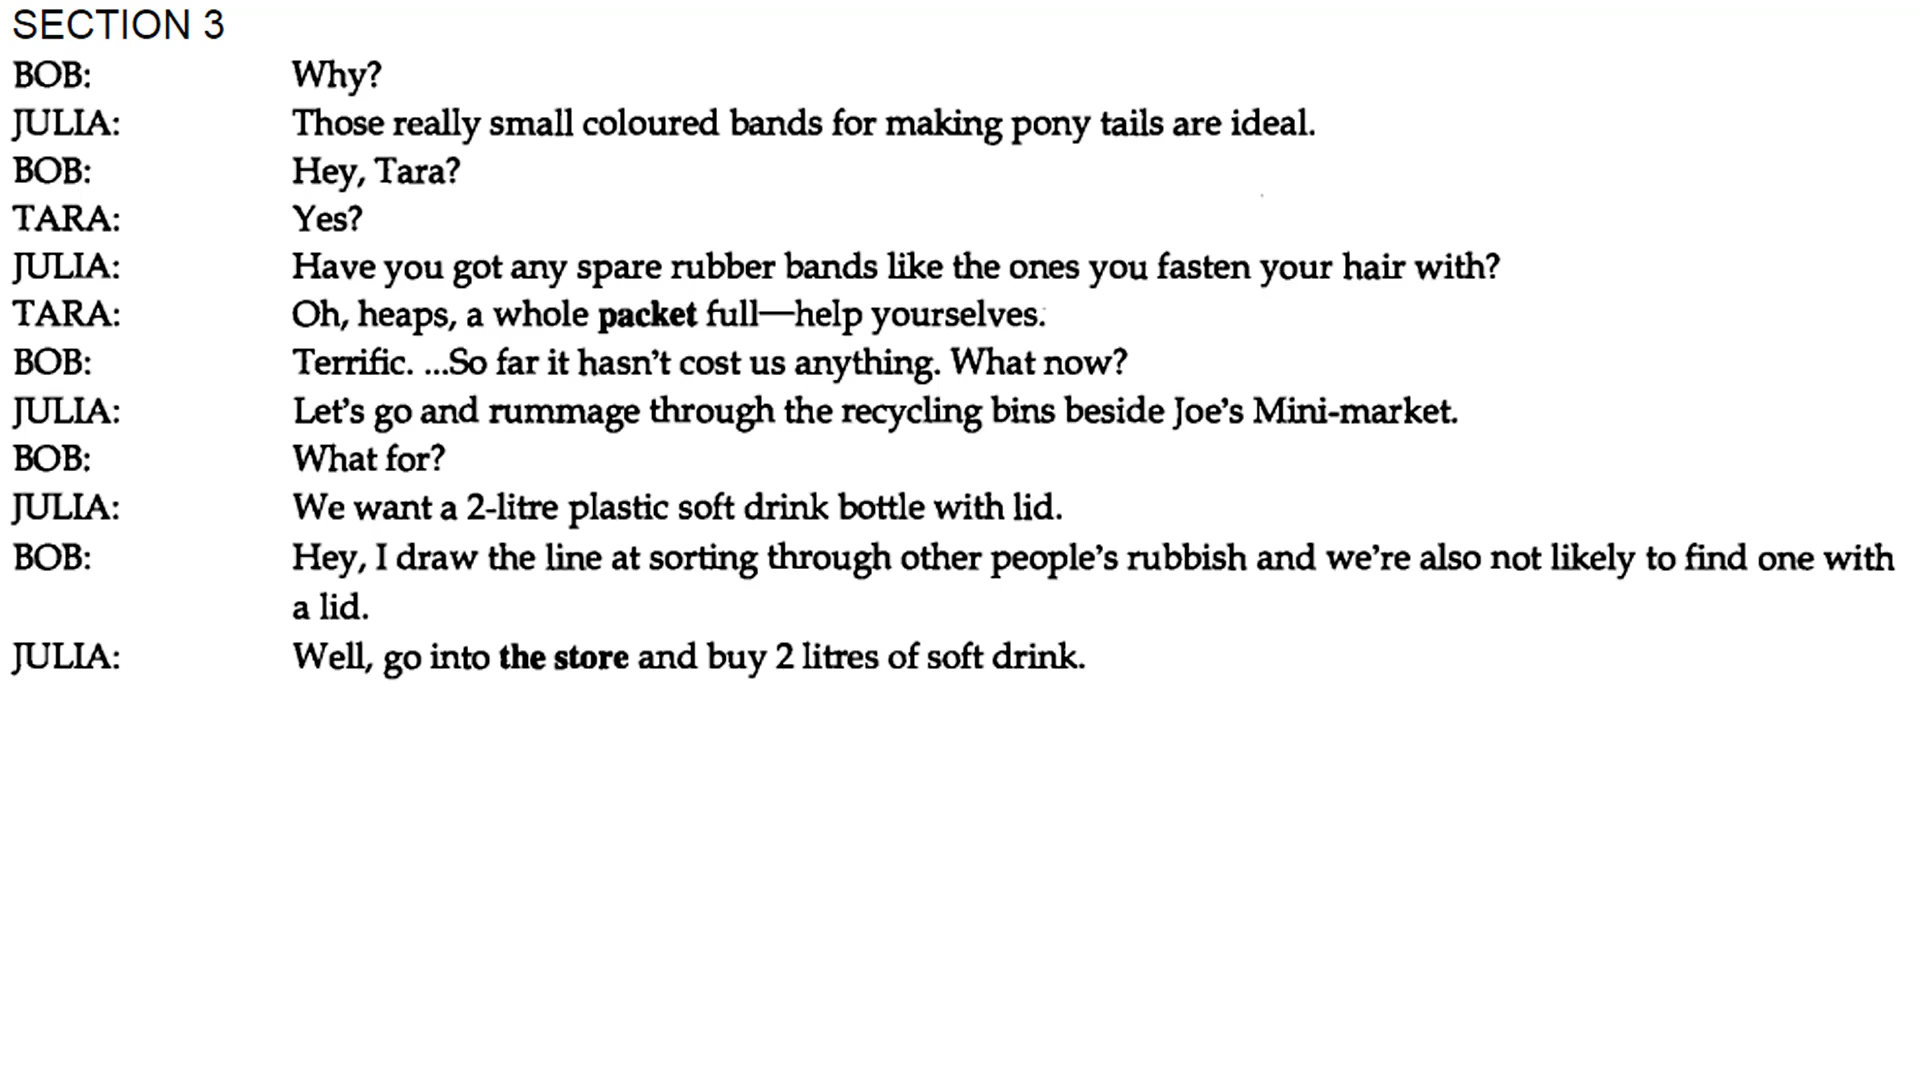 SECTION 3
BOB: Why?
JULIA: Those really small coloured bands for making pony tails are ideal.
BOB: Hey, Tara?
TARA: Yes?
JULIA: Have you got any spare rubber bands like the ones you fasten your hair with?
TARA: Oh, heaps, a whole packet full—help yourselves.
BOB: Terrific. ...So far it hasn't cost us anything. What now?
JULIA: Let's go and rummage through the recycling bins beside Joe's Mini-market.
BOB: What for?
JULIA: We want a 2-litre plastic soft drink bottle with lid.
BOB: Hey, I draw the line at sorting through other people's rubbish and we're also not likely to find one with
a lid.
JULIA: Well, go into the store and buy 2 litres of soft drink.